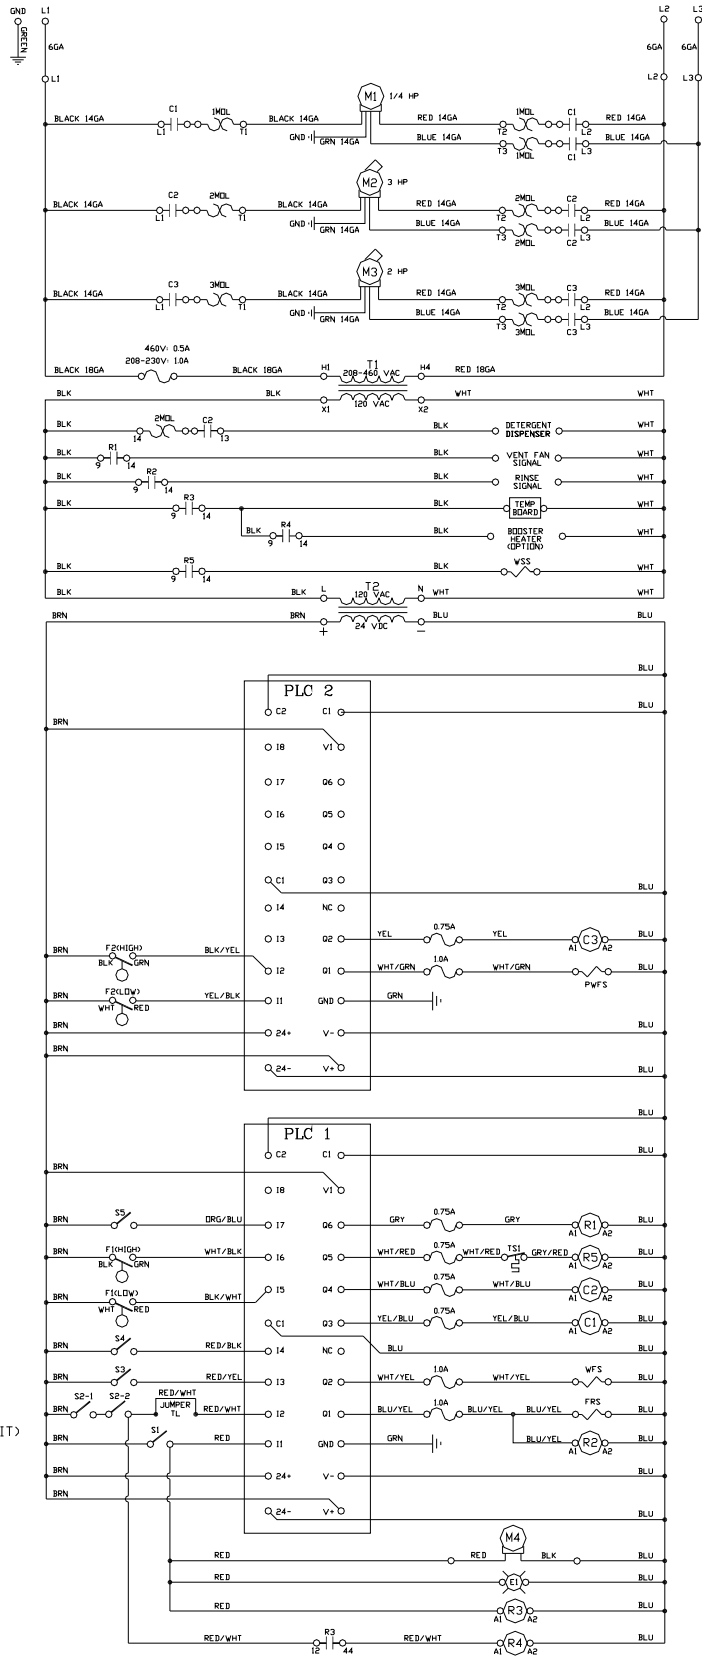 GND L1 L2 L3
GREEN 6GA 6GA 6GA
L1 L2 L3
M1 1/4 HP
BLACK 14GA C1 1MOL BLACK 14GA RED 14GA 1MOL C1 RED 14GA
L1 T1 GND GRN 14GA T2 L2
BLUE 14GA BLUE 14GA
T3 1MOL C1 L3
M2 3 HP
BLACK 14GA C2 2MOL BLACK 14GA RED 14GA 2MOL C2 RED 14GA
L1 T1 GND GRN 14GA T2 L2
BLUE 14GA BLUE 14GA
T3 2MOL C2 L3
M3 2 HP
BLACK 14GA C3 3MOL BLACK 14GA RED 14GA 3MOL C3 RED 14GA
L1 T1 GND GRN 14GA T2 L2
BLUE 14GA BLUE 14GA
T3 3MOL C3 L3
460V: 0.5A
208-230V: 1.0A
T1
BLACK 18GA BLACK 18GA H1 208-460 VAC H4 RED 18GA
BLK BLK WHT WHT
X1 120 VAC X2
BLK 2MOL C2 BLK DETERGENT DISPENSER WHT
14 13
BLK R1 BLK VENT FAN SIGNAL WHT
9 14
BLK R2 BLK RINSE SIGNAL WHT
9 14
BLK R3 BLK TEMP BOARD WHT
9 14
BLK R4 BLK BOOSTER HEATER (OPTION) WHT
9 14
BLK R5 BLK WSS WHT
9 14
T2
BLK BLK L 120 VAC N WHT WHT
BRN BRN 24 VDC BLU BLU
+ −
BLU
PLC 2
C2 C1 BLU
BRN
I8 V1
I7 Q6
I6 Q5
I5 Q4
C1 Q3 BLU
I4 NC
I3 Q2 YEL 0.75A YEL C3 BLU
A1 A2
BRN F2(HIGH) BLK/YEL I2 Q1 WHT/GRN 1.0A WHT/GRN BLU
BLK GRN PWFS
BRN F2(LOW) YEL/BLK I1 GND GRN
WHT RED
BRN 24+ V- BLU
BRN
24- V+ BLU
BLU
PLC 1
C2 C1 BLU
BRN
I8 V1
BRN S5 ORG/BLU I7 Q6 GRY 0.75A GRY R1 BLU
A1 A2
BRN F1(HIGH) WHT/BLK I6 Q5 WHT/RED 0.75A WHT/RED TS1 GRY/RED R5 BLU
BLK GRN A1 A2
BRN F1(LOW) BLK/WHT I5 Q4 WHT/BLU 0.75A WHT/BLU C2 BLU
WHT RED A1 A2
C1 Q3 YEL/BLU 0.75A YEL/BLU C1 BLU
A1 A2
BRN S4 RED/BLK I4 NC BLU BLU
BRN S3 RED/YEL I3 Q2 WHT/YEL 1.0A WHT/YEL WFS BLU
RED/WHT
BRN S2-1 S2-2 JUMPER TL RED/WHT I2 Q1 BLU/YEL 1.0A BLU/YEL BLU/YEL FRS BLU
IT)
BRN S1 RED I1 GND GRN BLU/YEL R2 BLU
A1 A2
BRN 24+ V- BLU
BRN
24- V+ BLU
M4
RED RED BLK BLU
RED E1 BLU
RED R3 BLU
A1 A2
RED/WHT R3 RED/WHT R4 BLU
12 44 A1 A2